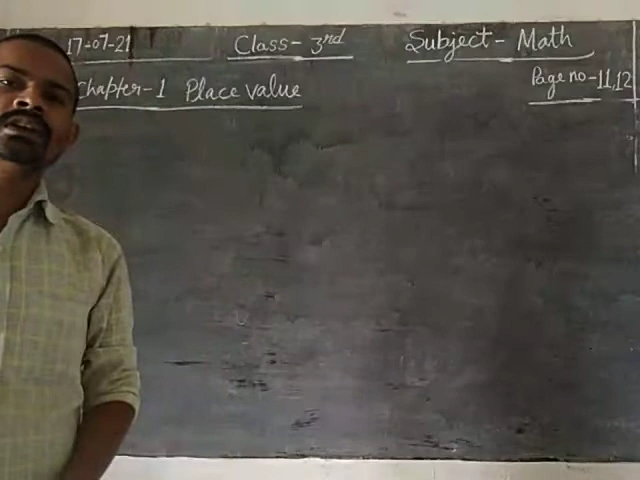 17-07-21 Class- 3rd Subject- Math
Chapter-1 Place value Page no-11,12